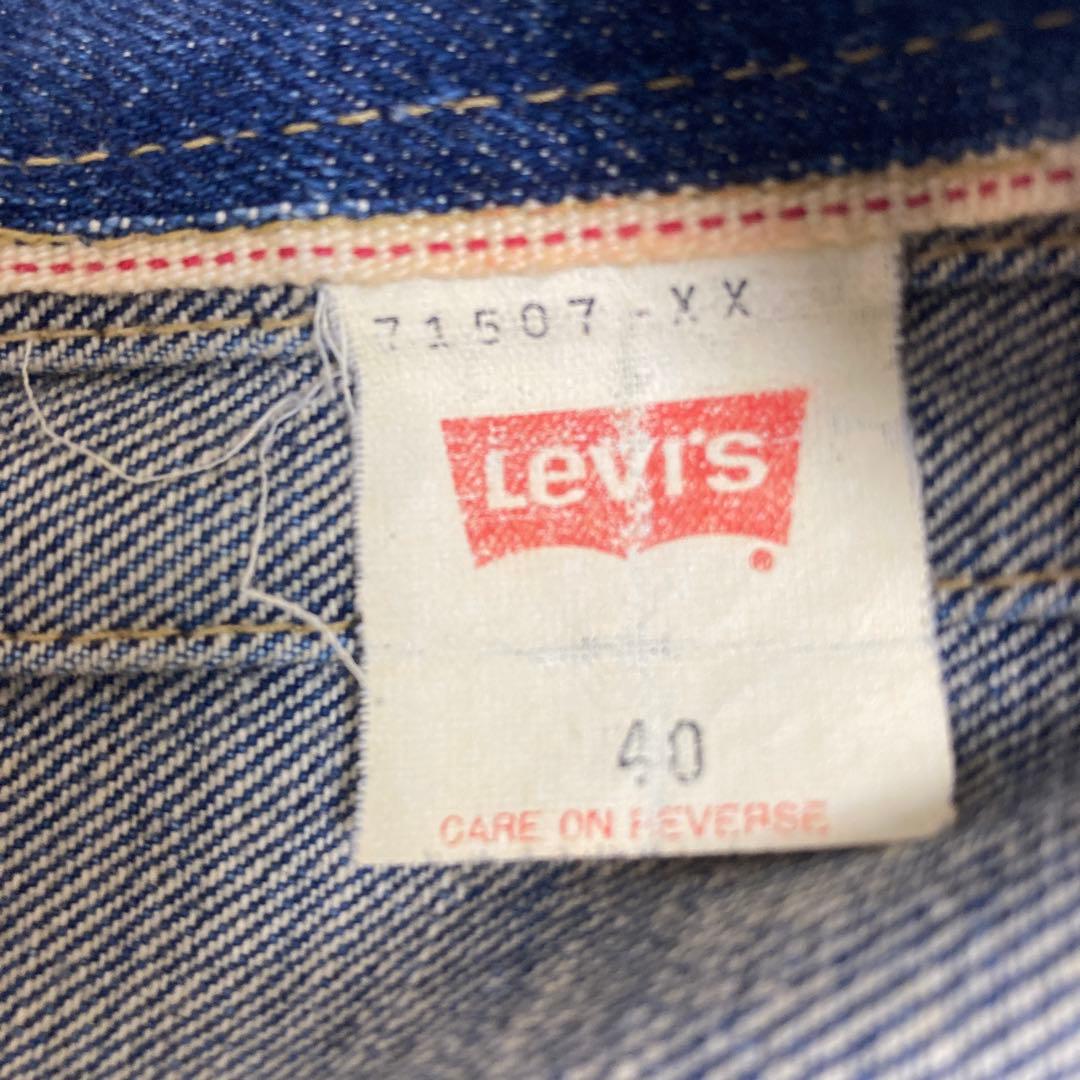 71507-XX
Levi's
®
40
CARE ON REVERSE